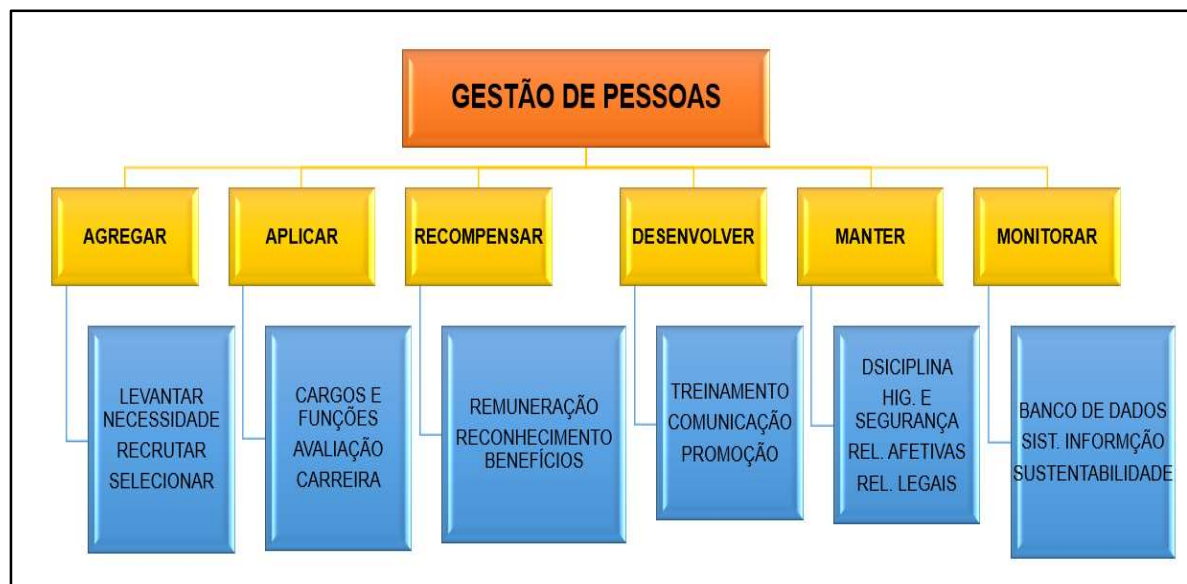 GESTÃO DE PESSOAS
AGREGAR
APLICAR
RECOMPENSAR
DESENVOLVER
MANTER
MONITORAR
LEVANTAR
NECESSIDADE
RECRUTAR
SELECIONAR
CARGOS E
FUNÇÕES
AVALIAÇÃO
CARREIRA
REMUNERAÇÃO
RECONHECIMENTO
BENEFÍCIOS
TREINAMENTO
COMUNICAÇÃO
PROMOÇÃO
DSICIPLINA
HIG. E
SEGURANÇA
REL. AFETIVAS
REL. LEGAIS
BANCO DE DADOS
SIST. INFORMÇÃO
SUSTENTABILIDADE